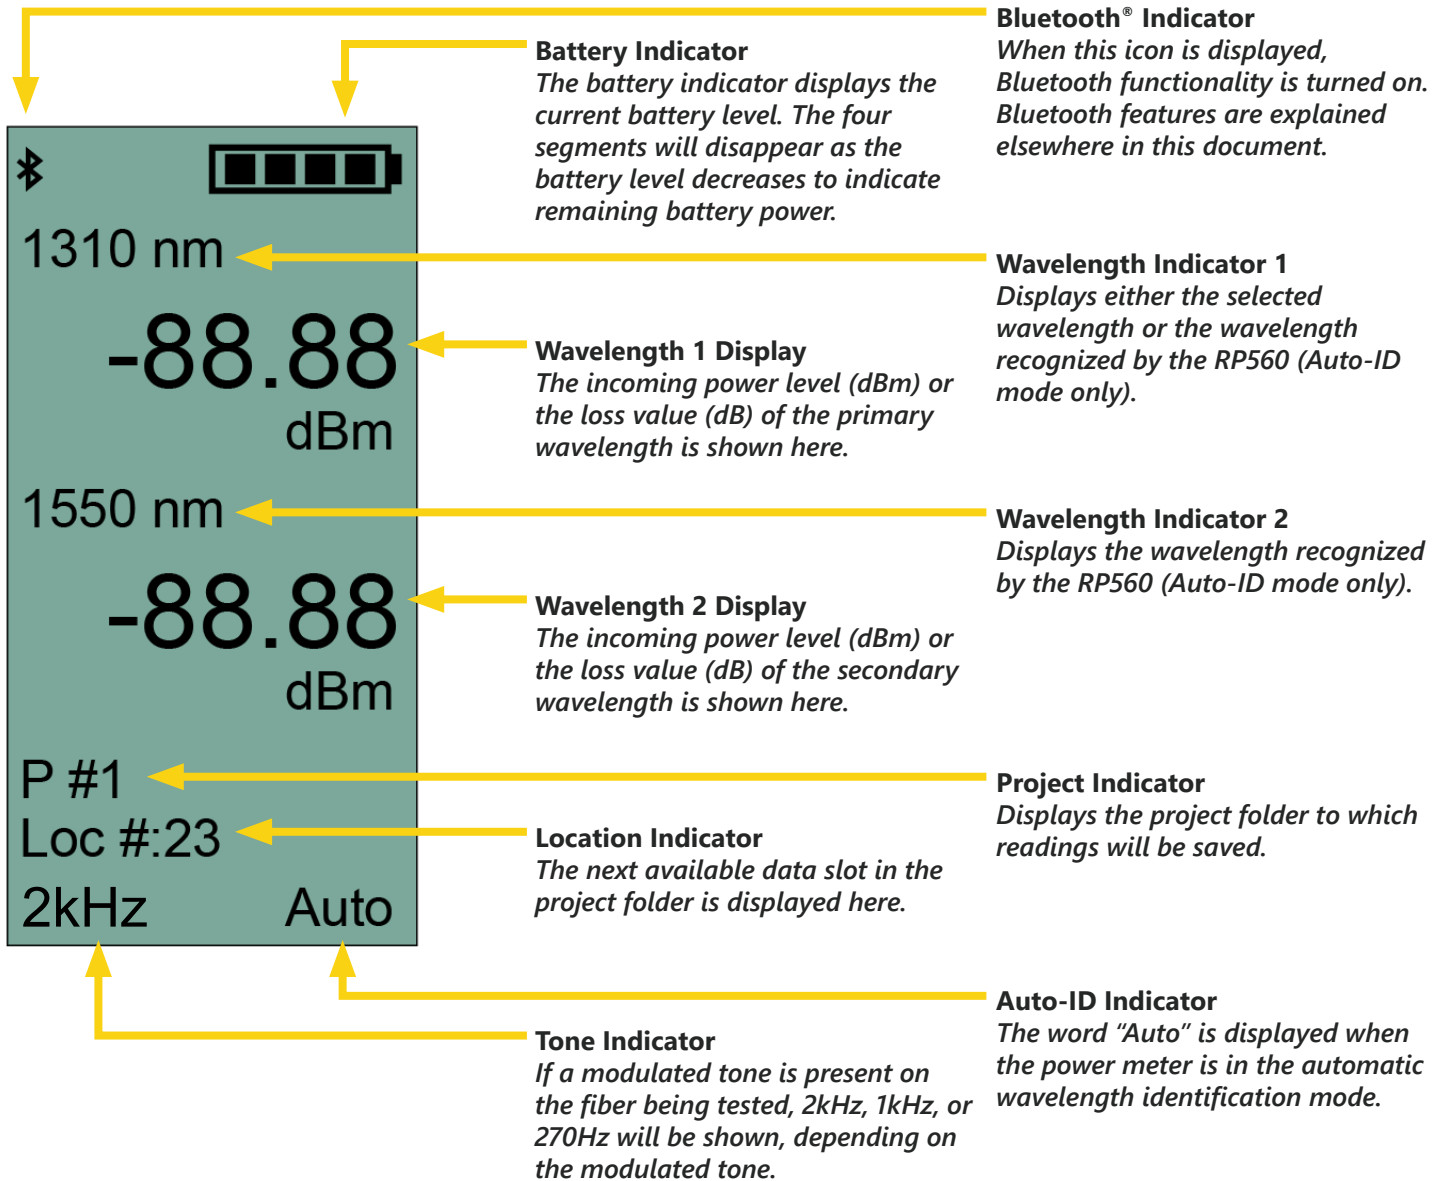 Bluetooth® Indicator
When this icon is displayed,
Bluetooth functionality is turned on.
Bluetooth features are explained
elsewhere in this document.
Battery Indicator
The battery indicator displays the
current battery level. The four
segments will disappear as the
battery level decreases to indicate
remaining battery power.
1310 nm
Wavelength Indicator 1
Displays either the selected
wavelength or the wavelength
recognized by the RP560 (Auto-ID
mode only).
-88.88
dBm
Wavelength 1 Display
The incoming power level (dBm) or
the loss value (dB) of the primary
wavelength is shown here.
1550 nm
Wavelength Indicator 2
Displays the wavelength recognized
by the RP560 (Auto-ID mode only).
-88.88
dBm
Wavelength 2 Display
The incoming power level (dBm) or
the loss value (dB) of the secondary
wavelength is shown here.
P #1
Project Indicator
Displays the project folder to which
readings will be saved.
Loc #:23
Location Indicator
The next available data slot in the
project folder is displayed here.
2kHz
Auto
Auto-ID Indicator
The word “Auto” is displayed when
the power meter is in the automatic
wavelength identification mode.
Tone Indicator
If a modulated tone is present on
the fiber being tested, 2kHz, 1kHz, or
270Hz will be shown, depending on
the modulated tone.